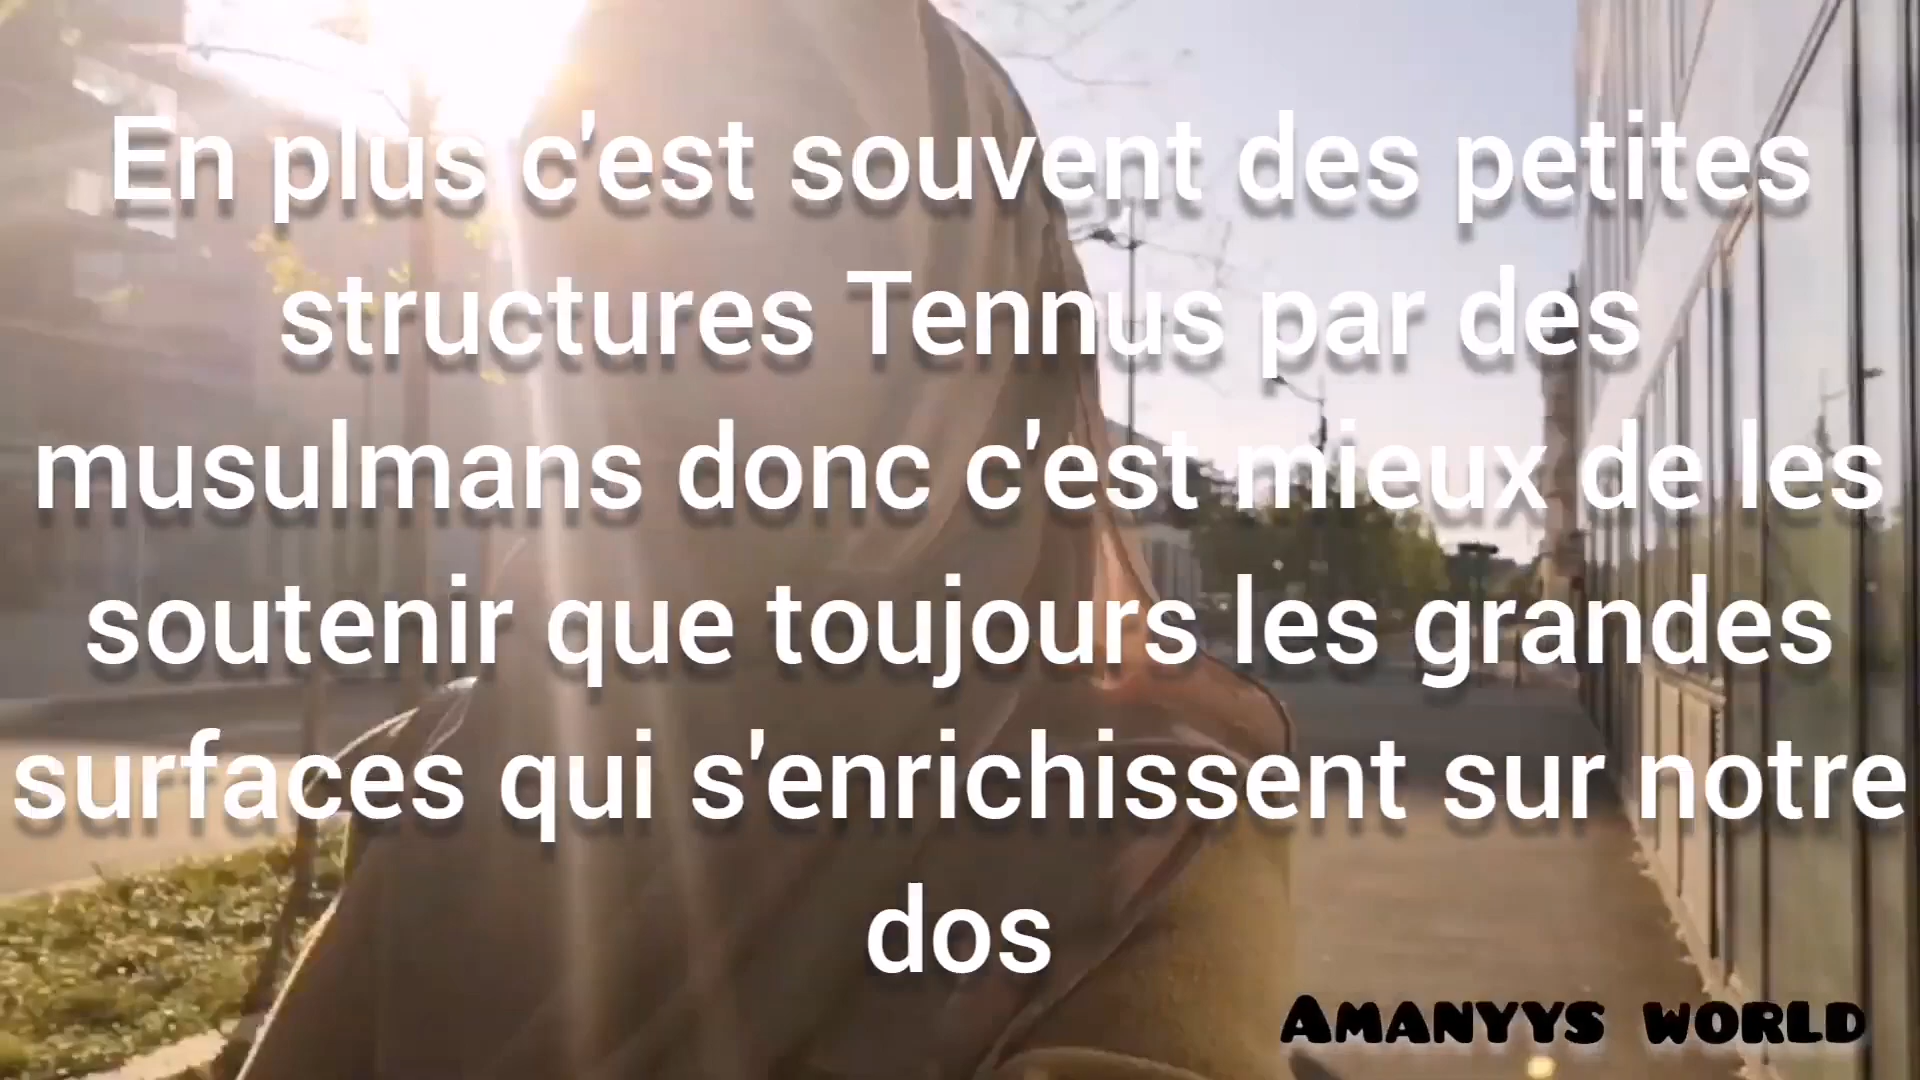 En plus c'est souvent des petites
structures Tennus par des
musulmans donc c'est mieux de les
soutenir que toujours les grandes
surfaces qui s'enrichissent sur notre
dos
AMANYYS WORLD